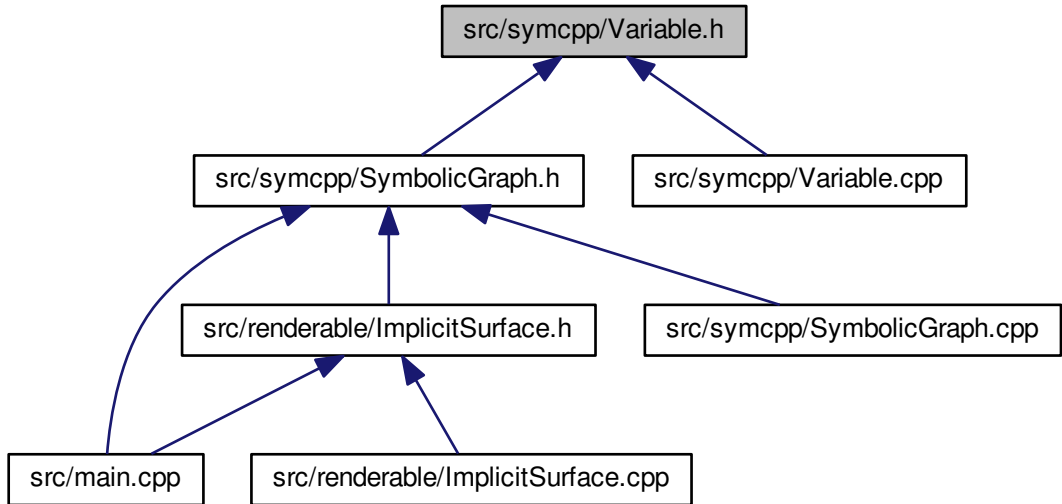 src/symcpp/Variable.h
src/symcpp/SymbolicGraph.h
src/symcpp/Variable.cpp
src/renderable/ImplicitSurface.h
src/symcpp/SymbolicGraph.cpp
src/main.cpp
src/renderable/ImplicitSurface.cpp